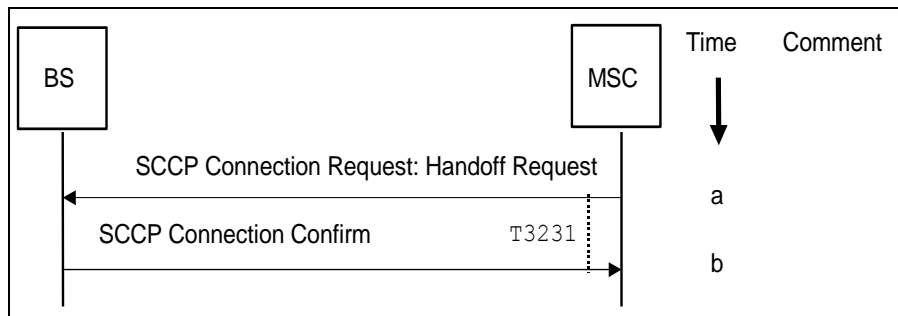 Time Comment
BS MSC
SCCP Connection Request: Handoff Request
a
SCCP Connection Confirm T3231
b